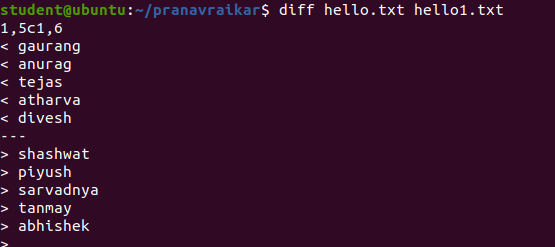 student@ubuntu:~/pranavraikar$ diff hello.txt hello1.txt
1,5c1,6
< gaurang
< anurag
< tejas
< atharva
< divesh
---
> shashwat
> piyush
> sarvadnya
> tanmay
> abhishek
>